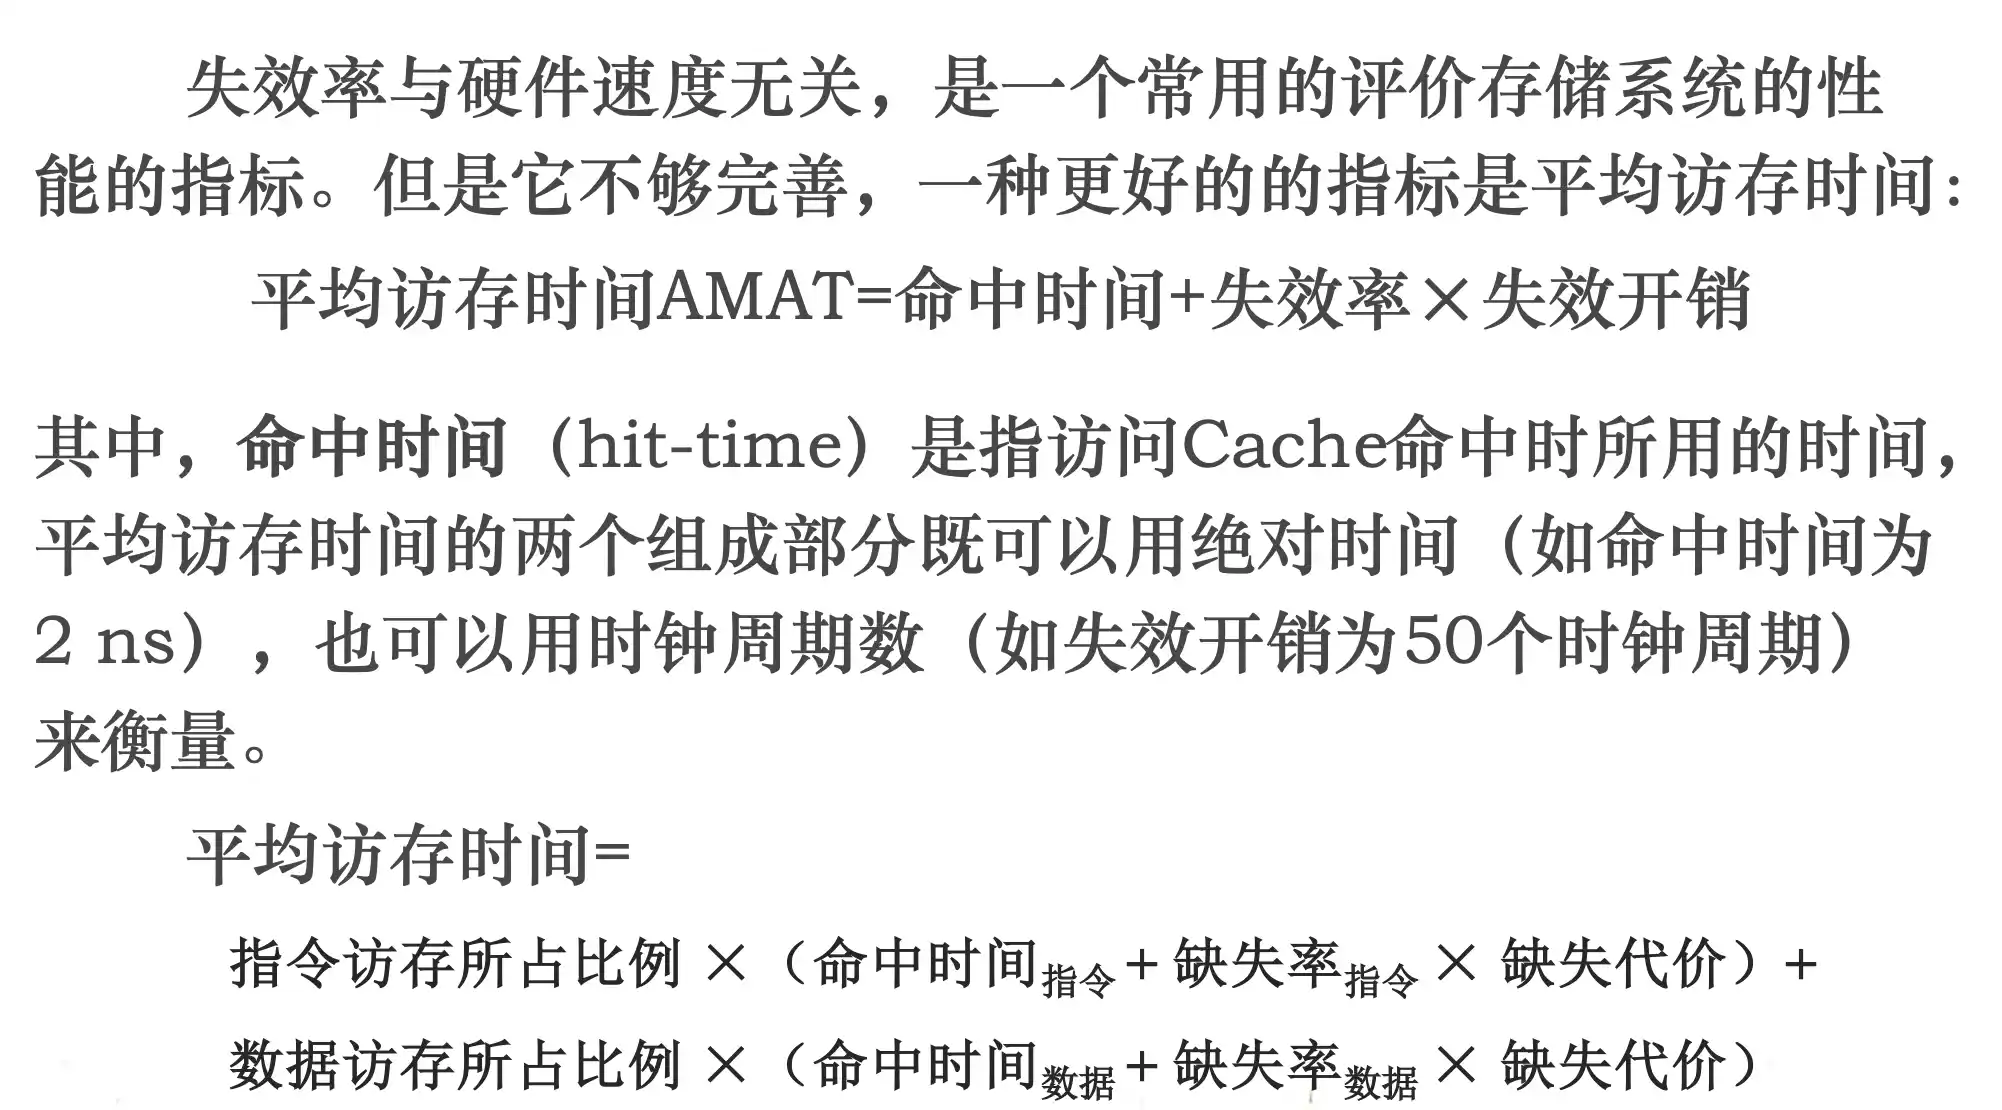 失效率与硬件速度无关，是一个常用的评价存储系统的性
能的指标。但是它不够完善，一种更好的的指标是平均访存时间：
平均访存时间AMAT=命中时间+失效率×失效开销
其中，命中时间（hit-time）是指访问Cache命中时所用的时间，
平均访存时间的两个组成部分既可以用绝对时间（如命中时间为
2 ns），也可以用时钟周期数（如失效开销为50个时钟周期）
来衡量。
平均访存时间=
指令访存所占比例 ×（命中时间指令+缺失率指令× 缺失代价）+
数据访存所占比例 ×（命中时间数据+缺失率数据× 缺失代价）